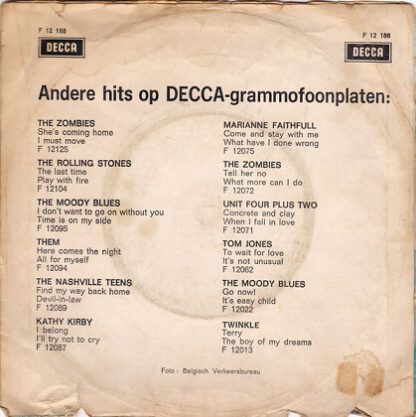 F 12 188
F 12 188
DECCA
DECCA
Andere hits op DECCA-grammofoonplaten:
THE ZOMBIES
She's coming home
I must move
F 12125
THE ROLLING STONES
The last time
Play with fire
F 12104
THE MOODY BLUES
I don't want to go on without you
Time is on my side
F 12095
THEM
Here comes the night
All for myself
F 12094
THE NASHVILLE TEENS
Find my way back home
Devil-in-law
F 12089
KATHY KIRBY
I belong
I'll try not to cry
F 12087
MARIANNE FAITHFULL
Come and stay with me
What have I done wrong
F 12075
THE ZOMBIES
Tell her no
What more can I do
F 12072
UNIT FOUR PLUS TWO
Concrete and clay
When I fall in love
F 12071
TOM JONES
To wait for love
It's not unusual
F 12062
THE MOODY BLUES
Go now!
It's easy child
F 12022
TWINKLE
Terry
The boy of my dreams
F 12013
Foto : Belgisch Verkeersbureau